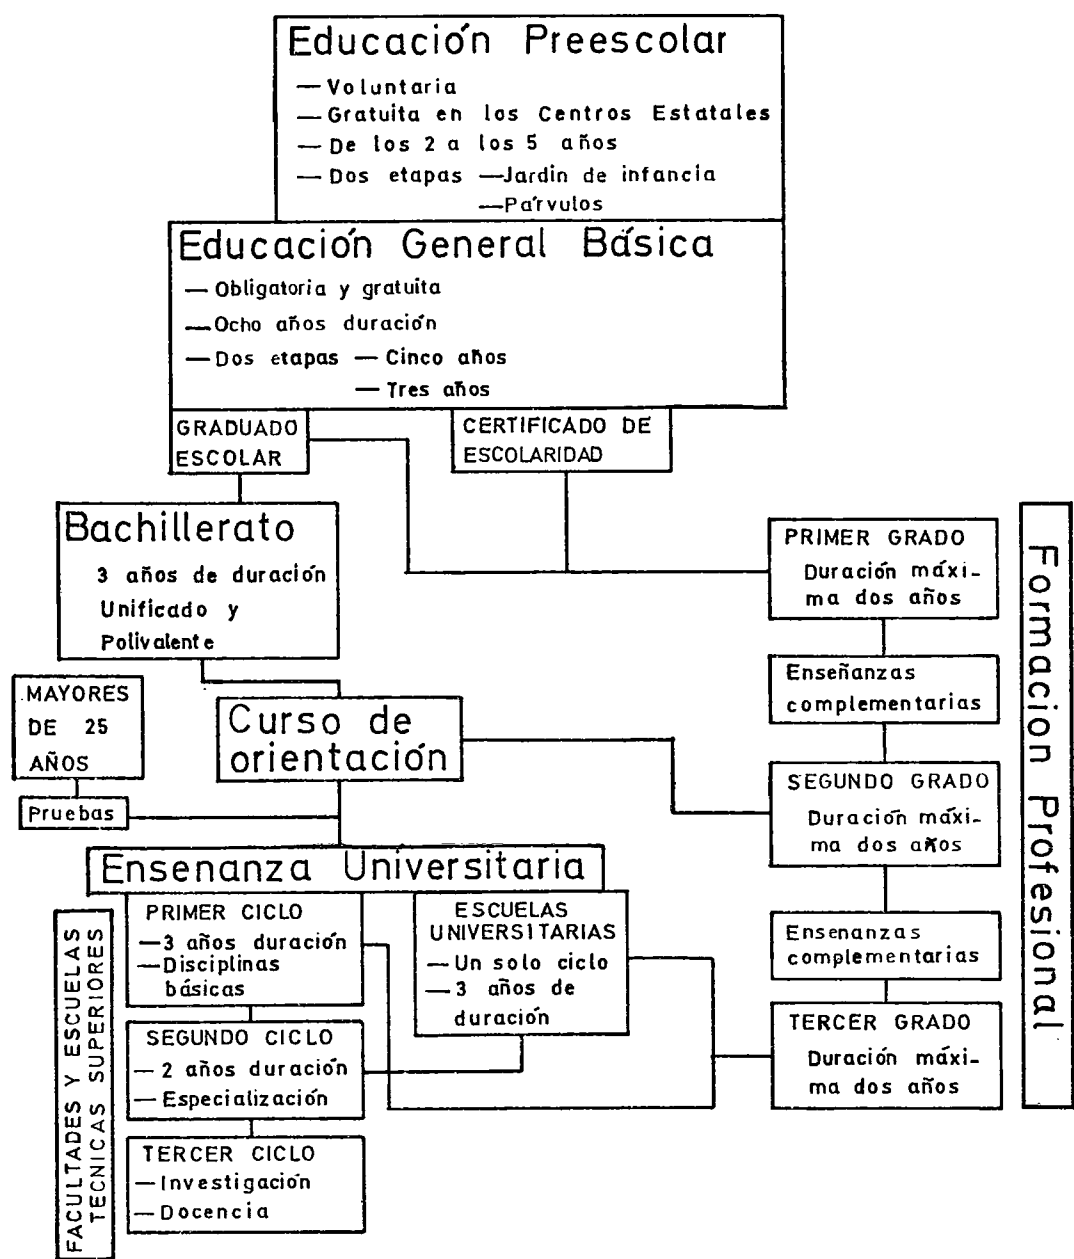 Educación Preescolar
— Voluntaria
— Gratuita en los Centros Estatales
— De los 2 a los 5 años
— Dos etapas — Jardin de infancia
— Párvulos
Educación General Básica
— Obligatoria y gratuita
— Ocho años duración
— Dos etapas — Cinco años
— Tres años
GRADUADO
ESCOLAR
CERTIFICADO DE
ESCOLARIDAD
Bachillerato
3 años de duración
Unificado y
Polivalente
MAYORES
DE 25
AÑOS
Pruebas
Curso de
orientación
Formacion Profesional
PRIMER GRADO
Duración máxi-
ma dos años
Enseñanzas
complementarias
SEGUNDO GRADO
Duración máxi-
ma dos años
Ensenanzas
complementarias
TERCER GRADO
Duración máxi-
ma dos años
Ensenanza Universitaria
FACULTADES Y ESCUELAS
TECNICAS SUPERIORES
PRIMER CICLO
— 3 años duración
— Disciplinas
básicas
ESCUELAS
UNIVERSITARIAS
— Un solo ciclo
— 3 años de
duración
SEGUNDO CICLO
— 2 años duración
— Especialización
TERCER CICLO
— Investigación
— Docencia